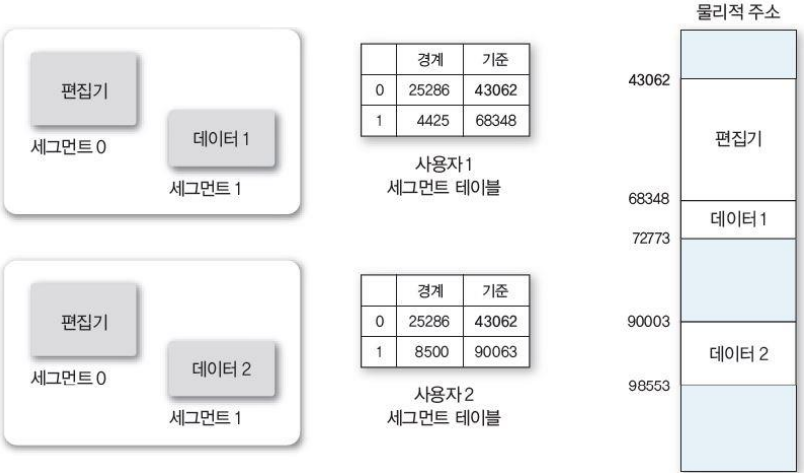 물리적 주소
편집기
세그먼트 0
데이터 1
세그먼트 1
경계 기준
0 25286 43062
1 4425 68348
사용자 1
세그먼트 테이블
43062
편집기
68348
데이터 1
72773
편집기
세그먼트 0
데이터 2
세그먼트 1
경계 기준
0 25286 43062
1 8500 90063
사용자 2
세그먼트 테이블
90003
데이터 2
98553